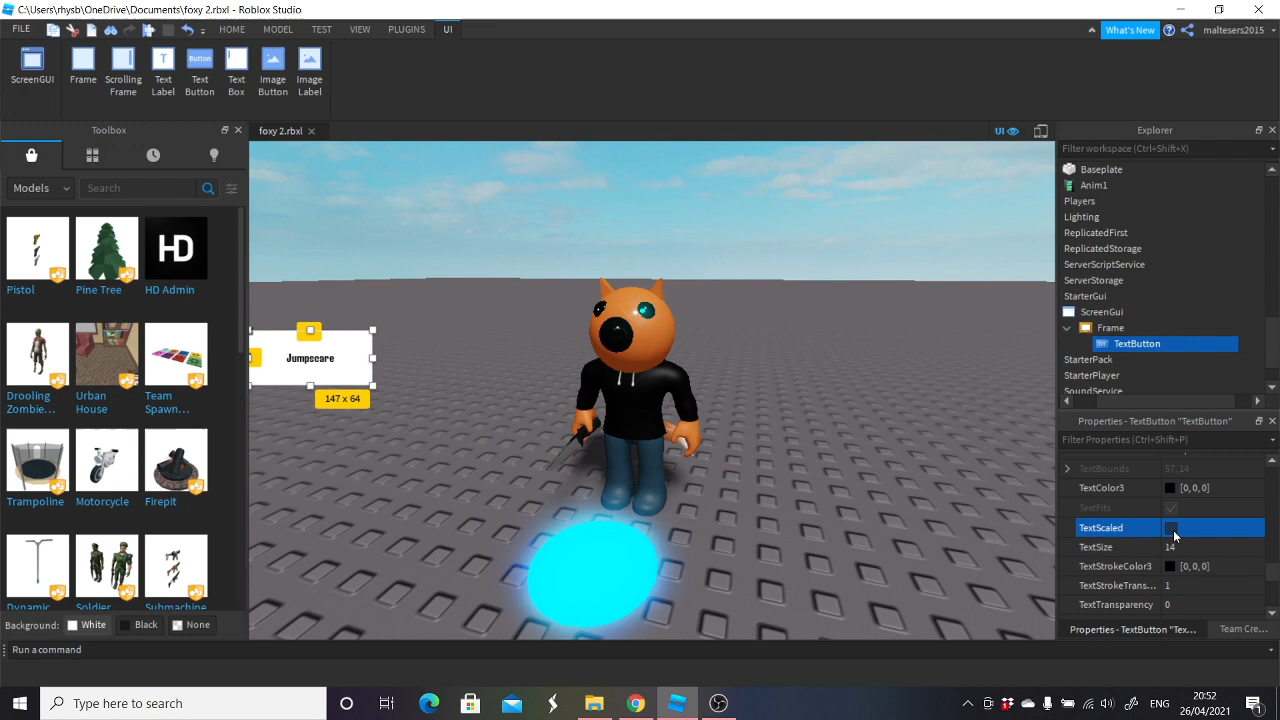 C:\Users\rhysb\OneDrive\Documents\foxy 2.rbxl - Roblox Studio
FILE HOME MODEL TEST VIEW PLUGINS UI What's New maltesers2015
ScreenGUI Frame Scrolling Frame Text Label Button Text Button Text Box Image Button Image Label
Toolbox
foxy 2.rbxl
UI
Explorer
Filter workspace (Ctrl+Shift+X)
Models Search
Pistol Pine Tree HD HD Admin
Drooling Zombie... Urban House Team Spawn...
Trampoline Motorcycle Firepit
Dynamic Soldier Submachine
Background: White Black None
Jumpscare
147 x 64
Baseplate
Anim1
Players
Lighting
ReplicatedFirst
ReplicatedStorage
ServerScriptService
ServerStorage
StarterGui
ScreenGui
Frame
TextButton
StarterPack
StarterPlayer
SoundService
Properties - TextButton "TextButton"
Filter Properties (Ctrl+Shift+P)
TextBounds 57, 14
TextColor3 [0, 0, 0]
TextFits
TextScaled
TextSize 14
TextStrokeColor3 [0, 0, 0]
TextStrokeTrans... 1
TextTransparency 0
Properties - TextButton "Tex... Team Cre...
Run a command
Type here to search
ENG
20:52
26/04/2021
1